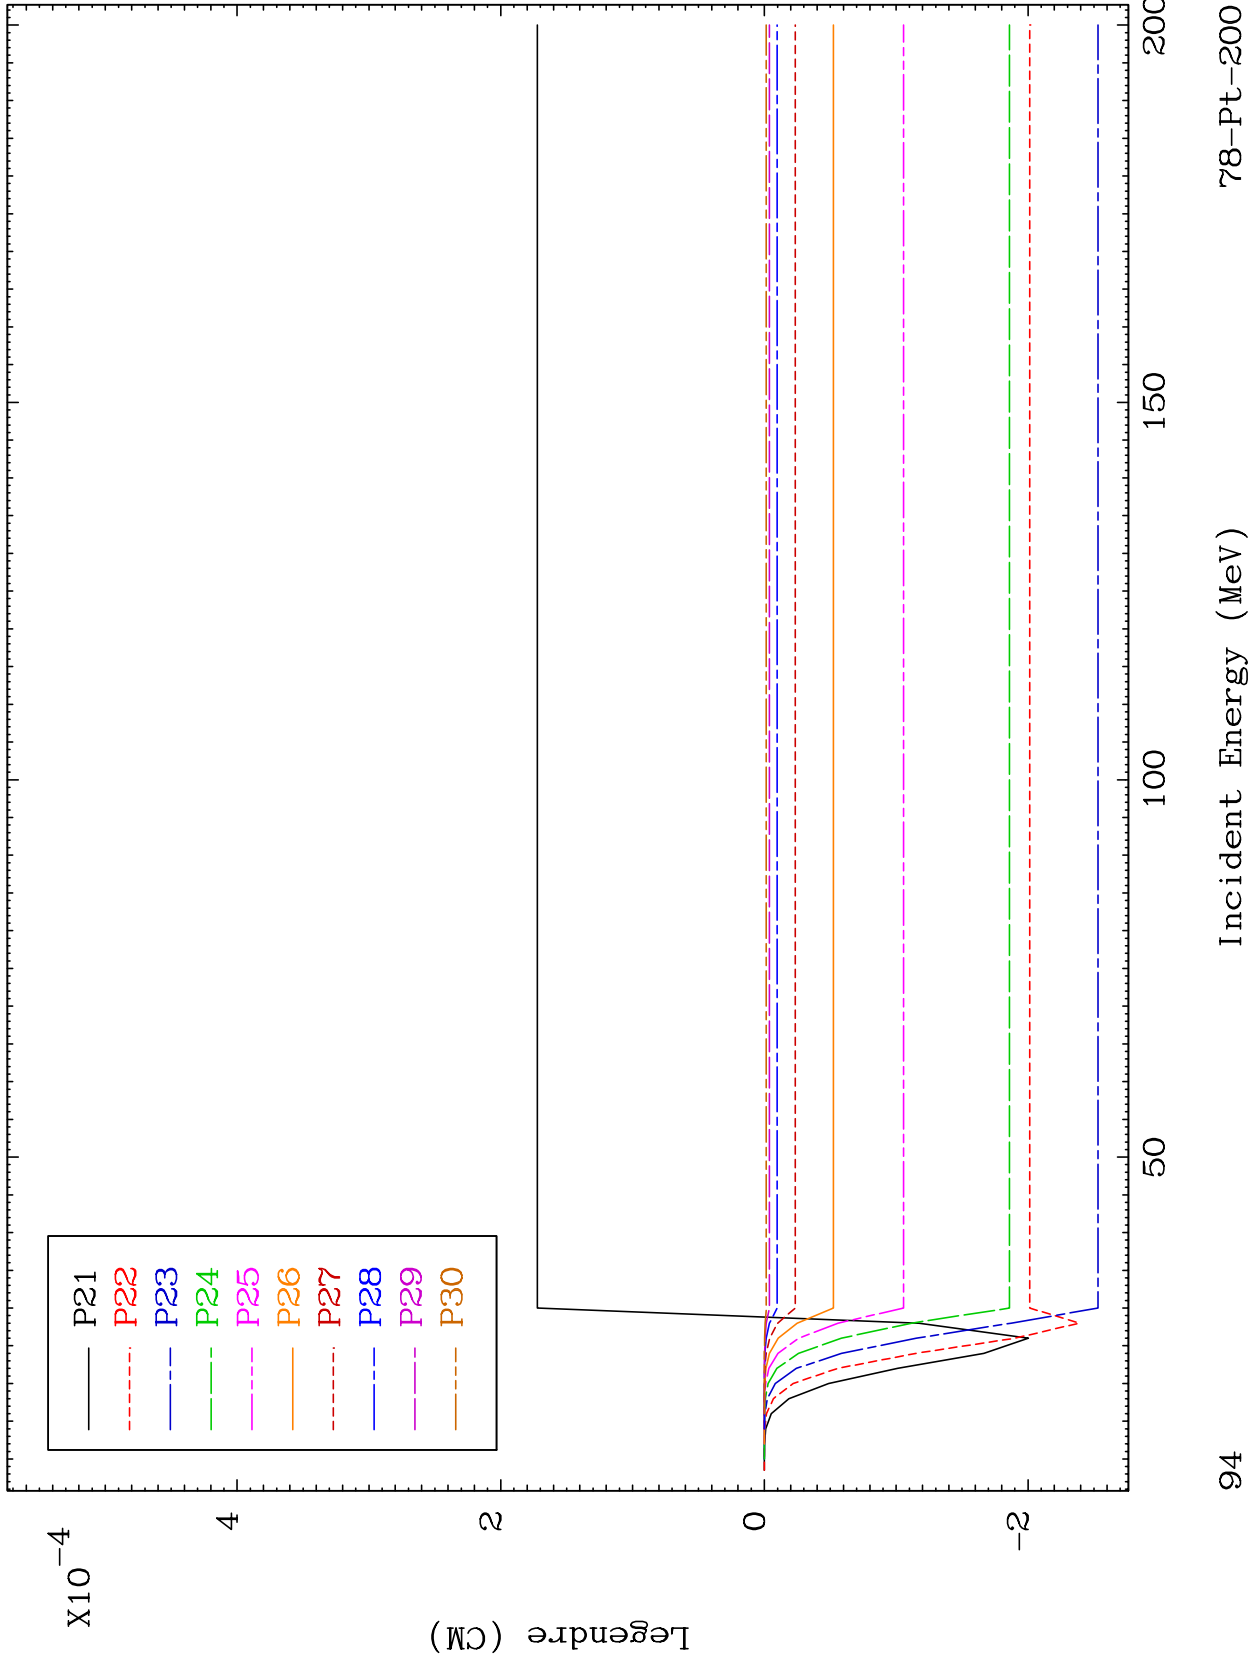 X10-4
Legendre (CM)
4
2
0
-2
P21
P22
P23
P24
P25
P26
P27
P28
P29
P30
50
100
150
200
Incident Energy (MeV)
94
78-Pt-200